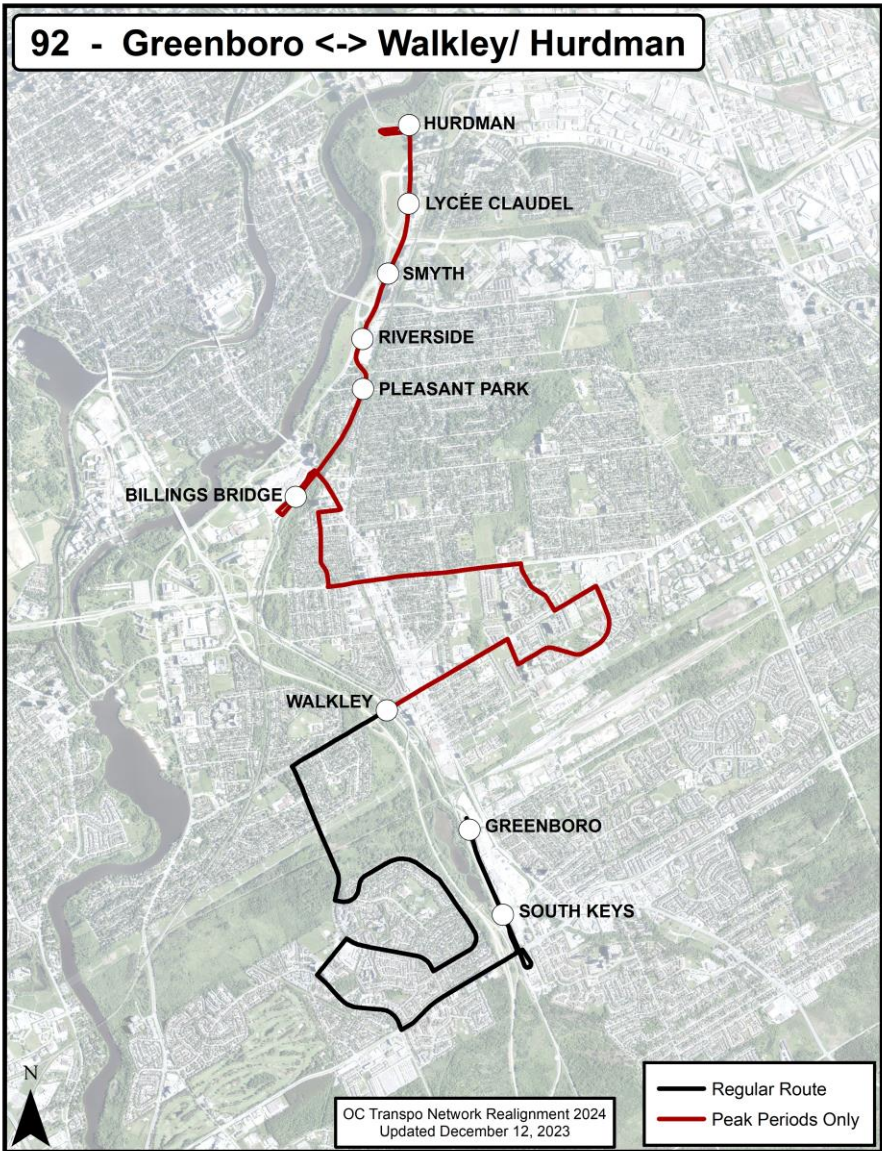 92 - Greenboro <-> Walkley/ Hurdman
HURDMAN
LYCÉE CLAUDEL
SMYTH
RIVERSIDE
PLEASANT PARK
BILLINGS BRIDGE
WALKLEY
GREENBORO
SOUTH KEYS
N
OC Transpo Network Realignment 2024
Updated December 12, 2023
Regular Route
Peak Periods Only